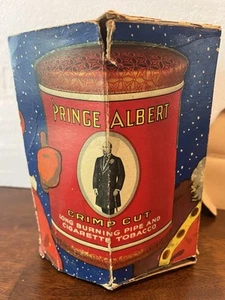 PRINCE ALBERT
CRIMP CUT
LONG BURNING PIPE AND
CIGARETTE TOBACCO